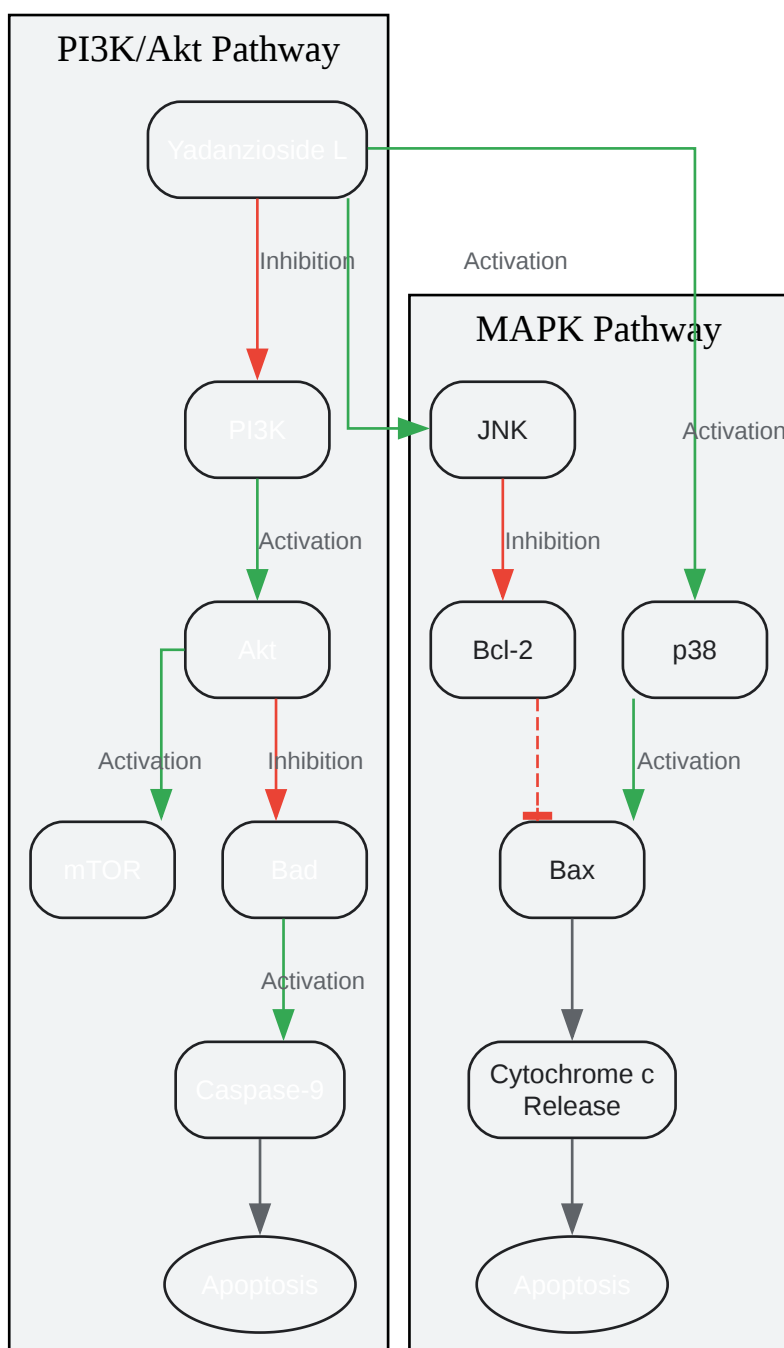 PI3K/Akt Pathway
Yadanzioside L
Inhibition
Activation
MAPK Pathway
PI3K
JNK
Activation
Activation
Inhibition
Akt
Bcl-2
p38
Activation
Inhibition
Activation
mTOR
Bad
Bax
Activation
Caspase-9
Cytochrome c
Release
Apoptosis
Apoptosis